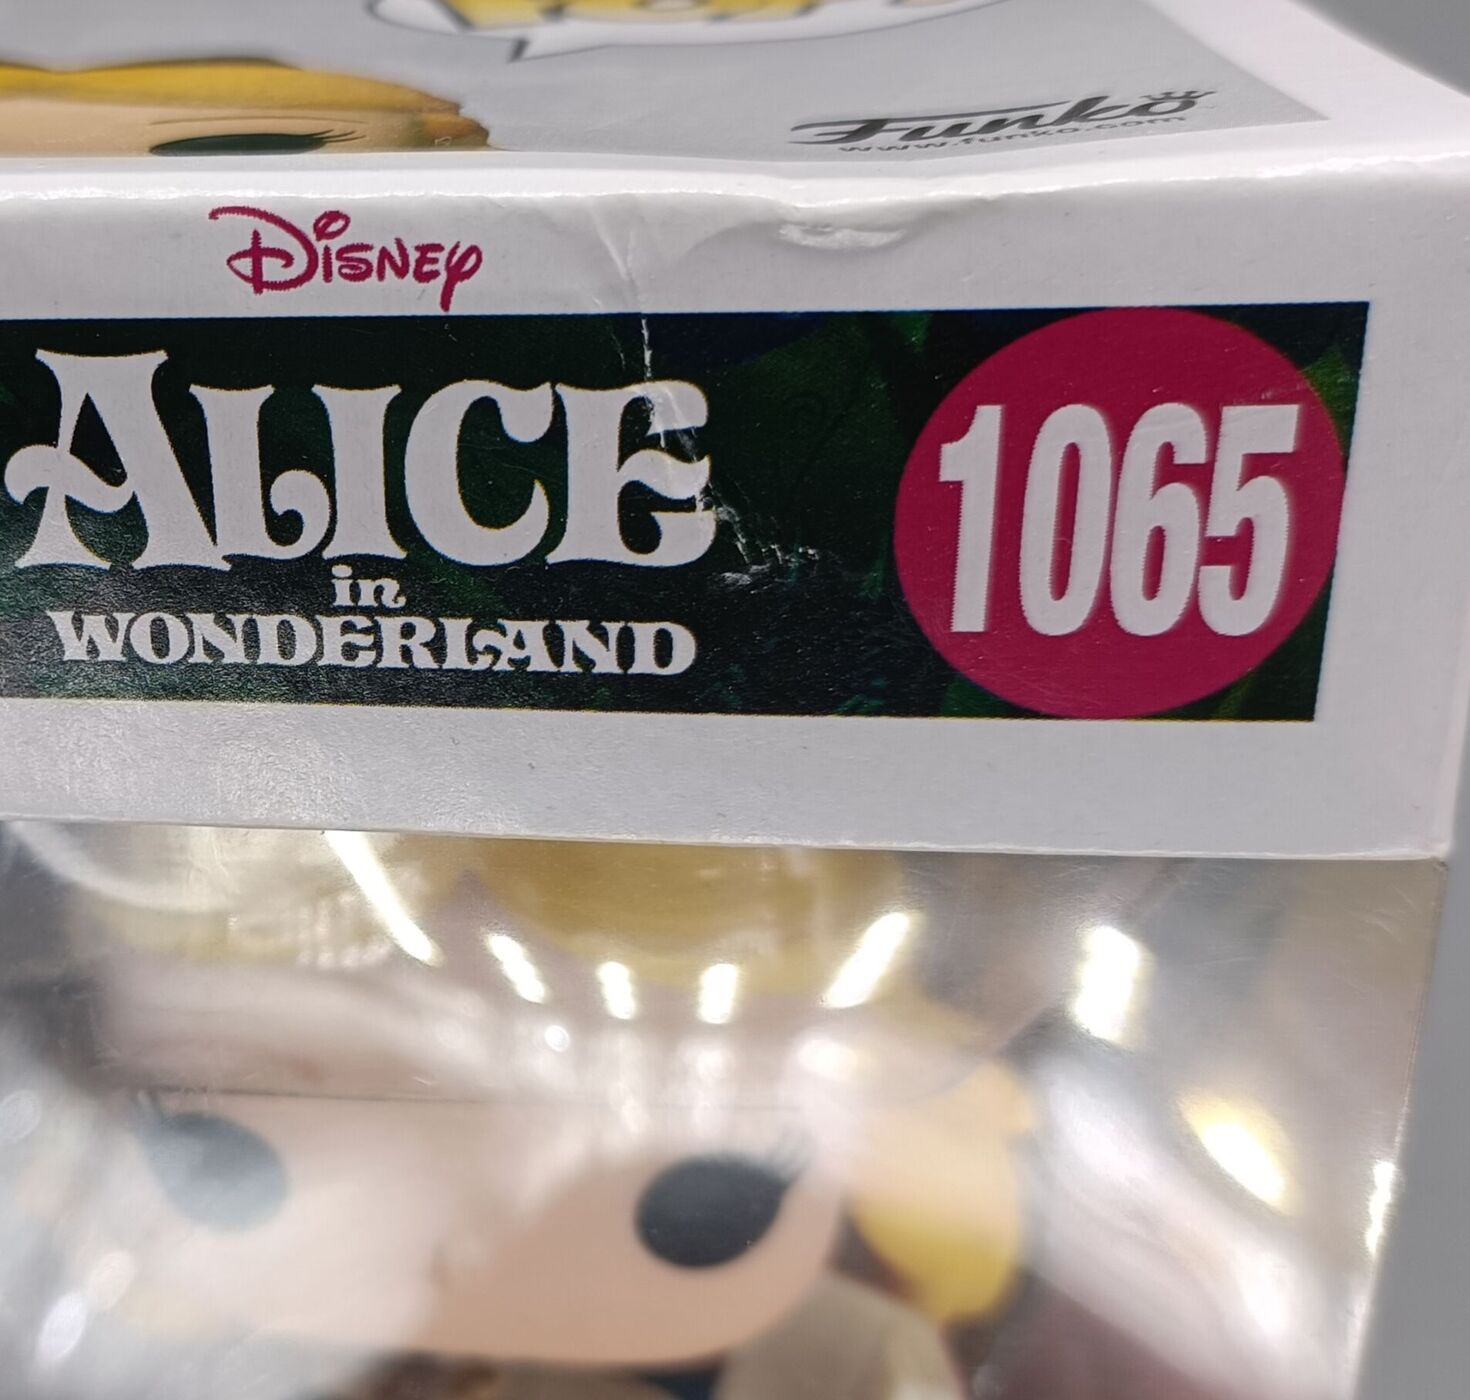 Funko
www.funko.com
Disney
ALICE
in
WONDERLAND
1065